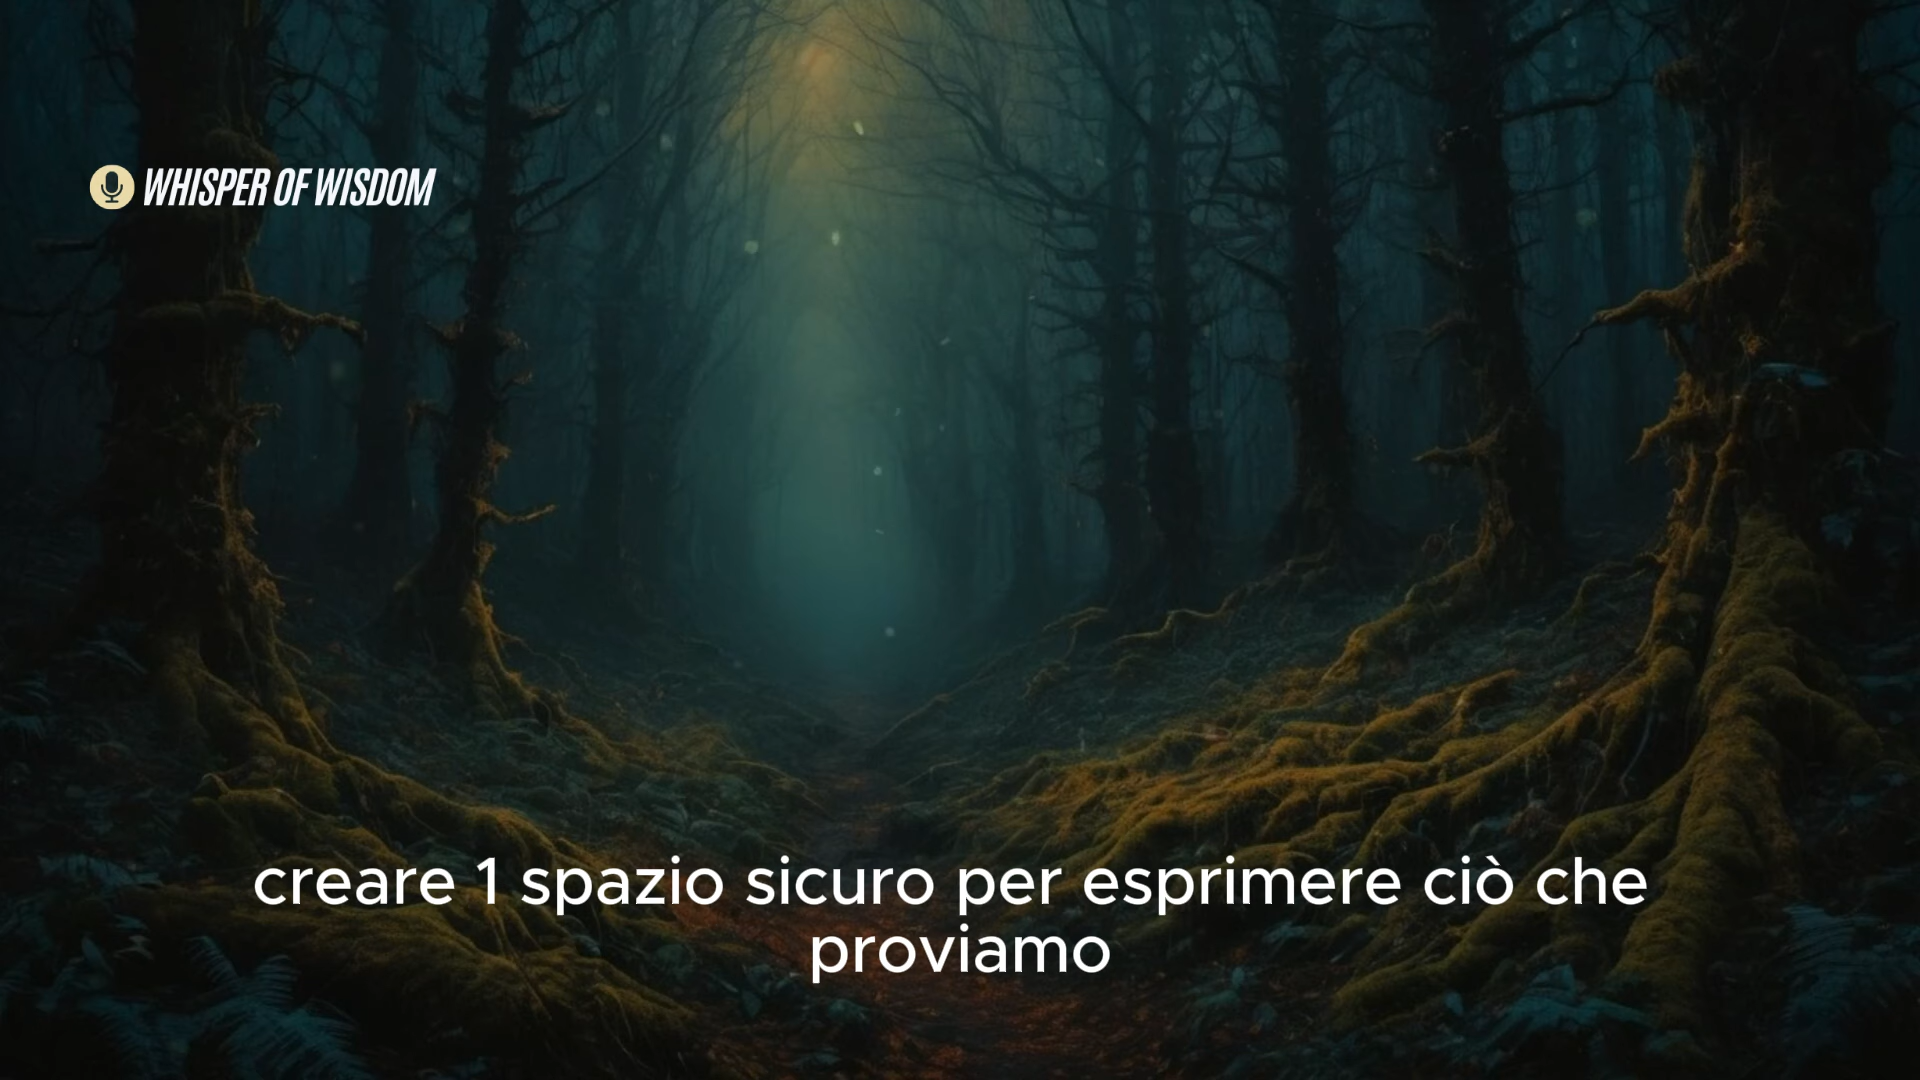 WHISPER OF WISDOM
creare 1 spazio sicuro per esprimere ciò che
proviamo